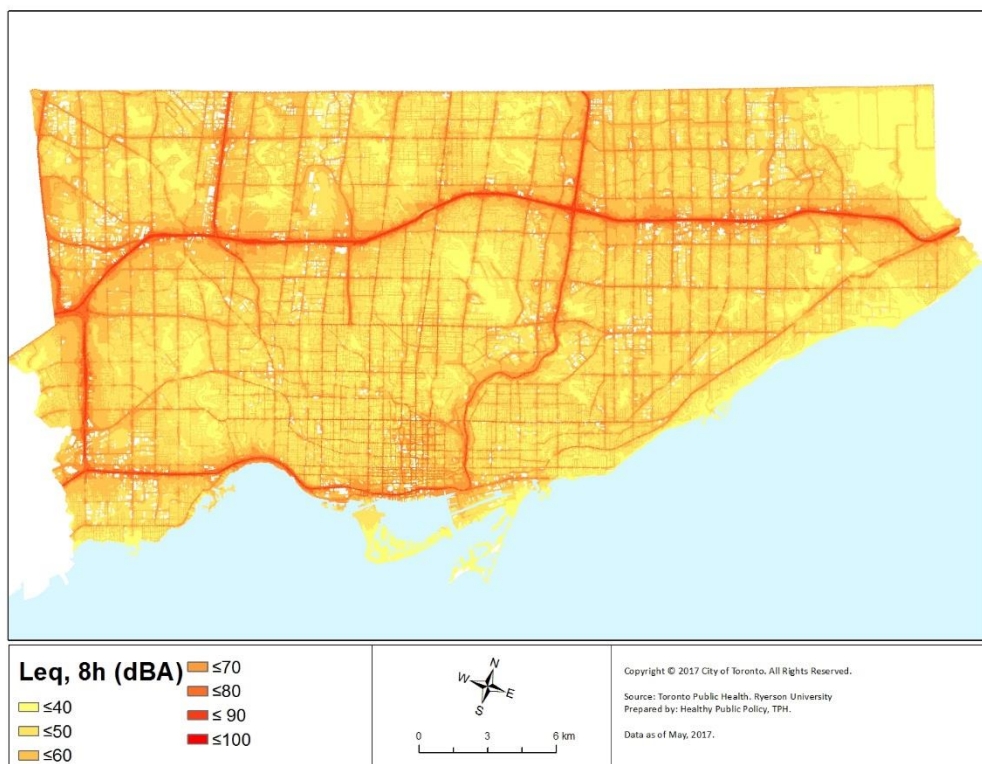 Leq, 8h (dBA)
≤40
≤50
≤60
≤70
≤80
≤ 90
≤100
N
W
E
S
0 3 6 km
Copyright © 2017 City of Toronto. All Rights Reserved.
Source: Toronto Public Health. Ryerson University
Prepared by: Healthy Public Policy, TPH.
Data as of May, 2017.